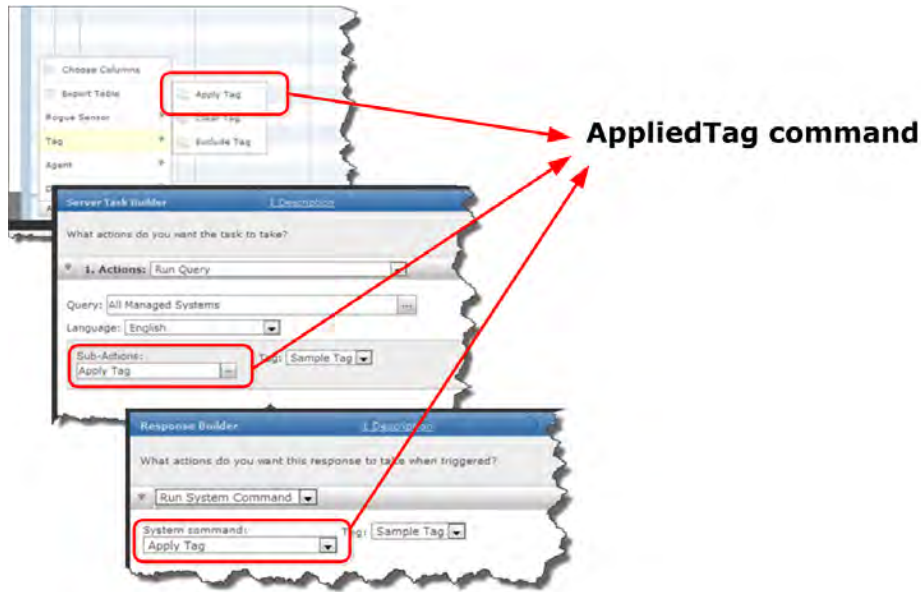 Choose Columns
Export Table
Apply Tag
Rogue Sensor
Clear Tag
Tag
Exclude Tag
Agent
AppliedTag command
Server Task Builder
1 Description
What actions do you want the task to take?
1. Actions: Run Query
Query: All Managed Systems
Language: English
Sub-Actions:
Tag: Sample Tag
Apply Tag
Response Builder
1 Description
What actions do you want this response to take when triggered?
Run System Command
System command:
Tag: Sample Tag
Apply Tag